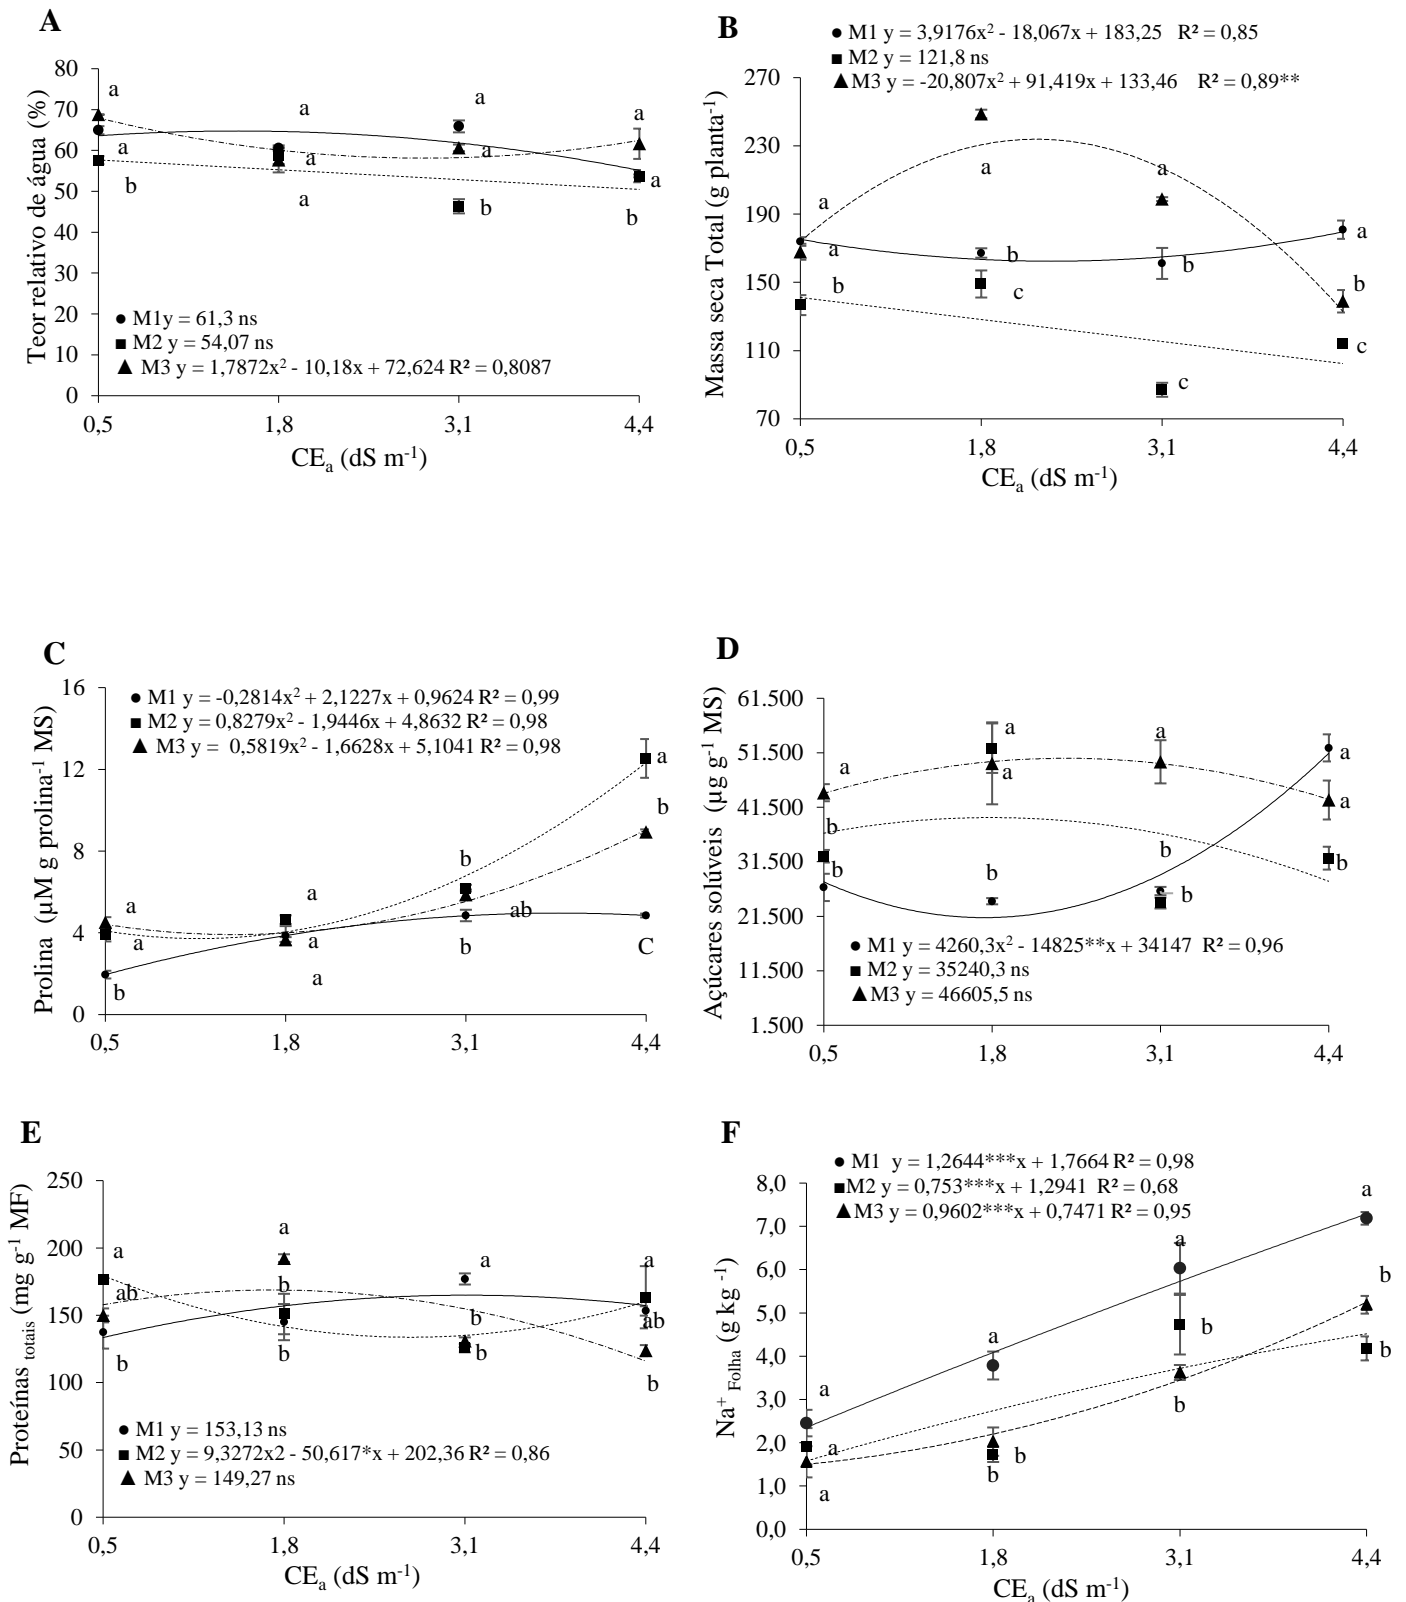 A
80
70
60
50
40
30
20
10
0
Teor relativo de água (%)
a
a
a
a
a
b
a
a
a
b
a
b
M1y = 61,3 ns
M2 y = 54,07 ns
M3 y = 1,7872x² - 10,18x + 72,624 R² = 0,8087
0,5 1,8 3,1 4,4
CEa (dS m-1)
B
M1 y = 3,9176x² - 18,067x + 183,25 R² = 0,85
M2 y = 121,8 ns
M3 y = -20,807x² + 91,419x + 133,46 R² = 0,89**
270
230
190
150
110
70
Massa seca Total (g planta-1)
a
a
b
a
b
c
a
b
c
a
b
c
0,5 1,8 3,1 4,4
CEa (dS m-1)
C
M1 y = -0,2814x² + 2,1227x + 0,9624 R² = 0,99
M2 y = 0,8279x² - 1,9446x + 4,8632 R² = 0,98
M3 y = 0,5819x² - 1,6628x + 5,1041 R² = 0,98
16
12
8
4
0
Prolina (µM g prolina-1 MS)
a
a
b
a
a
a
b
ab
b
a
b
C
0,5 1,8 3,1 4,4
D
61.500
51.500
41.500
31.500
21.500
11.500
1.500
Açúcares solúveis (µg g-1 MS)
a
b
b
a
a
b
a
b
b
a
a
b
M1 y = 4260,3x² - 14825**x + 34147 R² = 0,96
M2 y = 35240,3 ns
M3 y = 46605,5 ns
0,5 1,8 3,1 4,4
E
250
200
150
100
50
0
Proteínas totais (mg g-1 MF)
a
ab
b
a
b
b
a
b
b
a
ab
b
M1 y = 153,13 ns
M2 y = 9,3272x2 - 50,617*x + 202,36 R² = 0,86
M3 y = 149,27 ns
0,5 1,8 3,1 4,4
CEa (dS m-1)
F
M1 y = 1,2644***x + 1,7664 R² = 0,98
M2 y = 0,753***x + 1,2941 R² = 0,68
M3 y = 0,9602***x + 0,7471 R² = 0,95
8,0
7,0
6,0
5,0
4,0
3,0
2,0
1,0
0,0
Na+ Folha (g kg -1)
a
a
a
a
b
b
a
b
b
a
b
b
0,5 1,8 3,1 4,4
CEa (dS m-1)